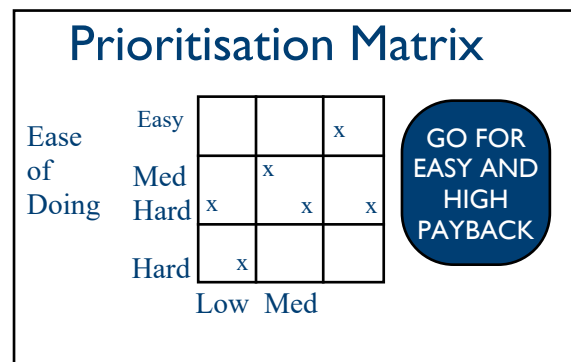 Prioritisation Matrix
Ease
of
Doing
Easy
Med
Hard
Hard
x
x
x
x
x
x
Low Med
GO FOR
EASY AND
HIGH
PAYBACK